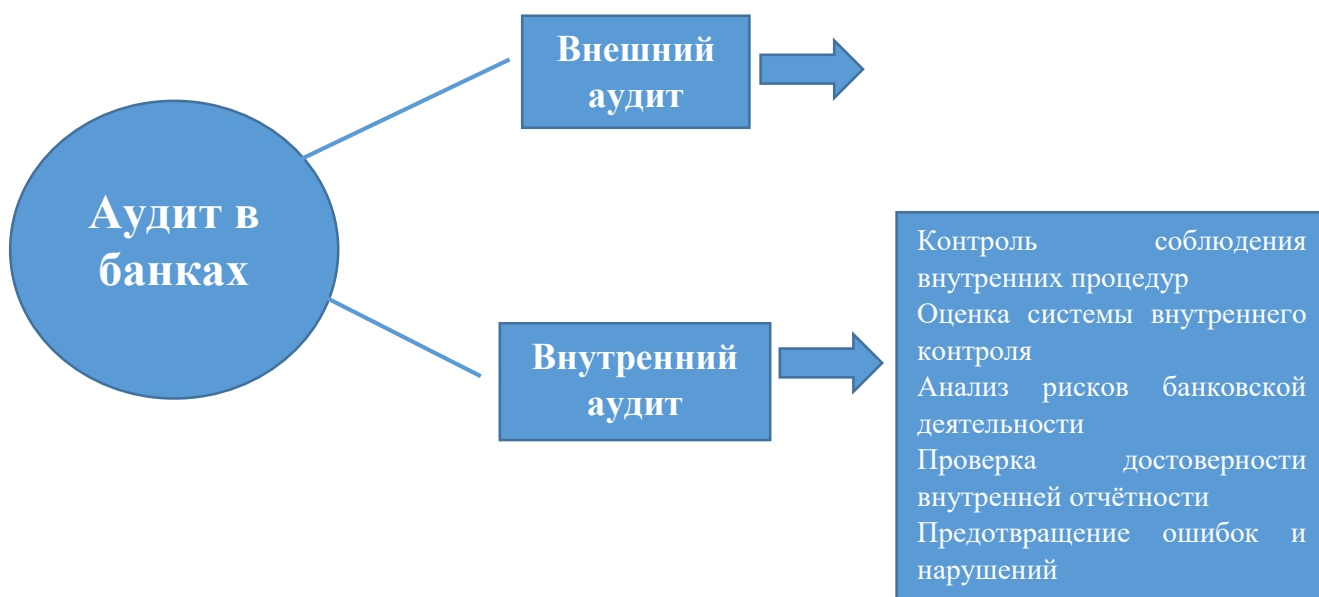 Внешний
аудит
Аудит в
банках
Внутренний
аудит
Контроль соблюдения
внутренних процедур
Оценка системы внутреннего
контроля
Анализ рисков банковской
деятельности
Проверка достоверности
внутренней отчётности
Предотвращение ошибок и
нарушений